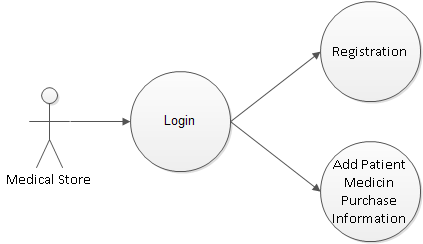 Registration
Login
Medical Store
Add Patient
Medicin
Purchase
Information